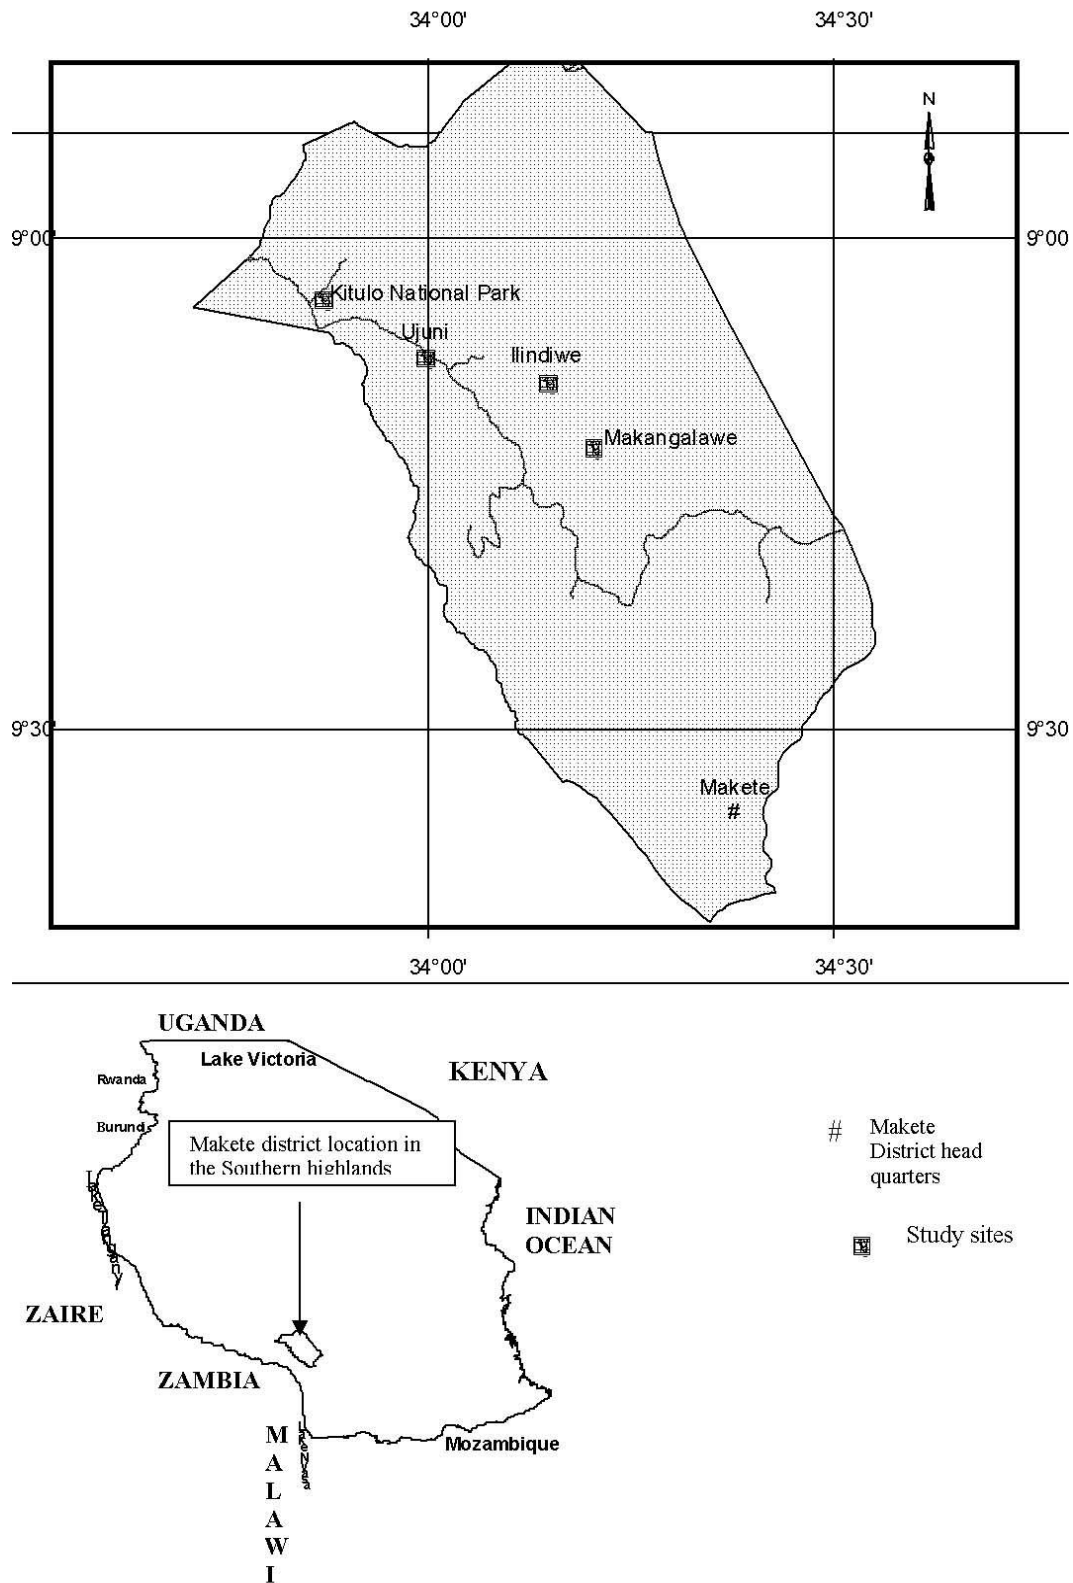 34°00' 34°30'
N
9°00' 9°00
Kitulo National Park
Ujuni
Ilindiwe
Makangalawe
9°30' 9°30
Makete
#
34°00' 34°30'
UGANDA
Lake Victoria
KENYA
Rwanda
Burundi
Makete district location in
the Southern highlands
#
Makete
District head
quarters
INDIAN
OCEAN
Study sites
ZAIRE
ZAMBIA
Mozambique
M
A
L
A
W
I